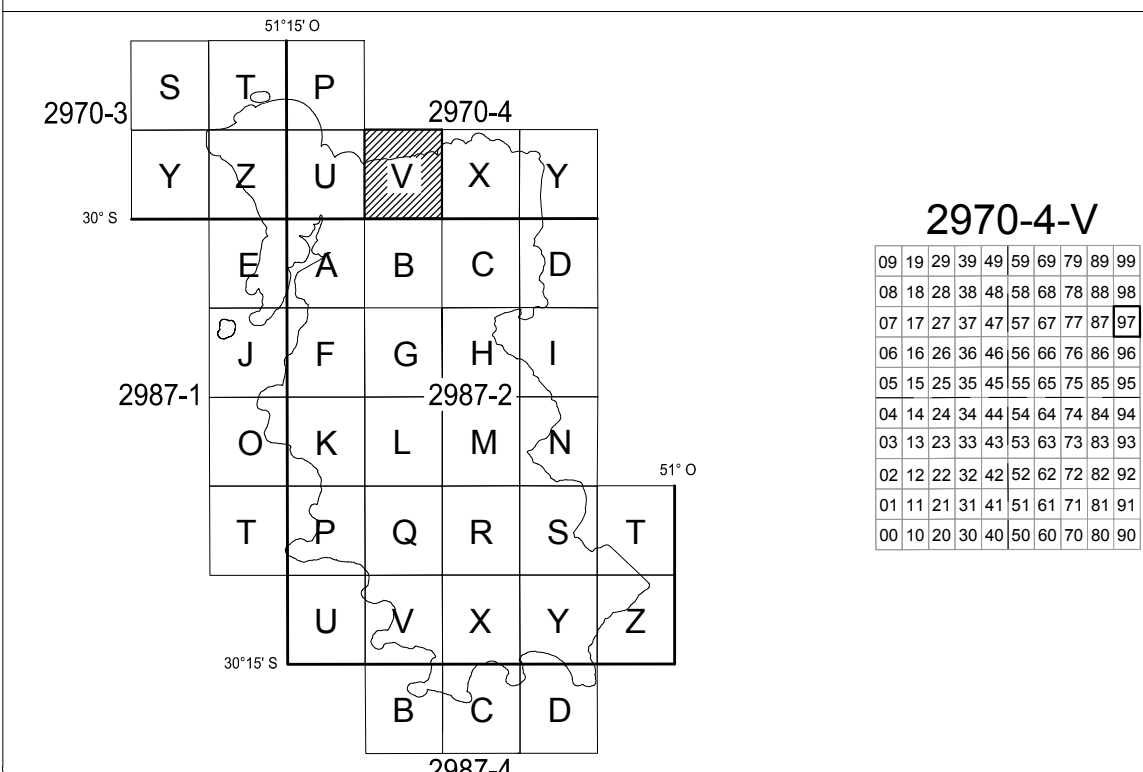 51°15' O
S T P
2970-3 2970-4
Y Z U V X Y
30° S
E A B C D
J F G H I
2987-1 2987-2
O K L M N
51° O
T P Q R S T
U V X Y Z
30°15' S
B C D
2987-4
2970-4-V
09 19 29 39 49 59 69 79 89 99
08 18 28 38 48 58 68 78 88 98
07 17 27 37 47 57 67 77 87 97
06 16 26 36 46 56 66 76 86 96
05 15 25 35 45 55 65 75 85 95
04 14 24 34 44 54 64 74 84 94
03 13 23 33 43 53 63 73 83 93
02 12 22 32 42 52 62 72 82 92
01 11 21 31 41 51 61 71 81 91
00 10 20 30 40 50 60 70 80 90